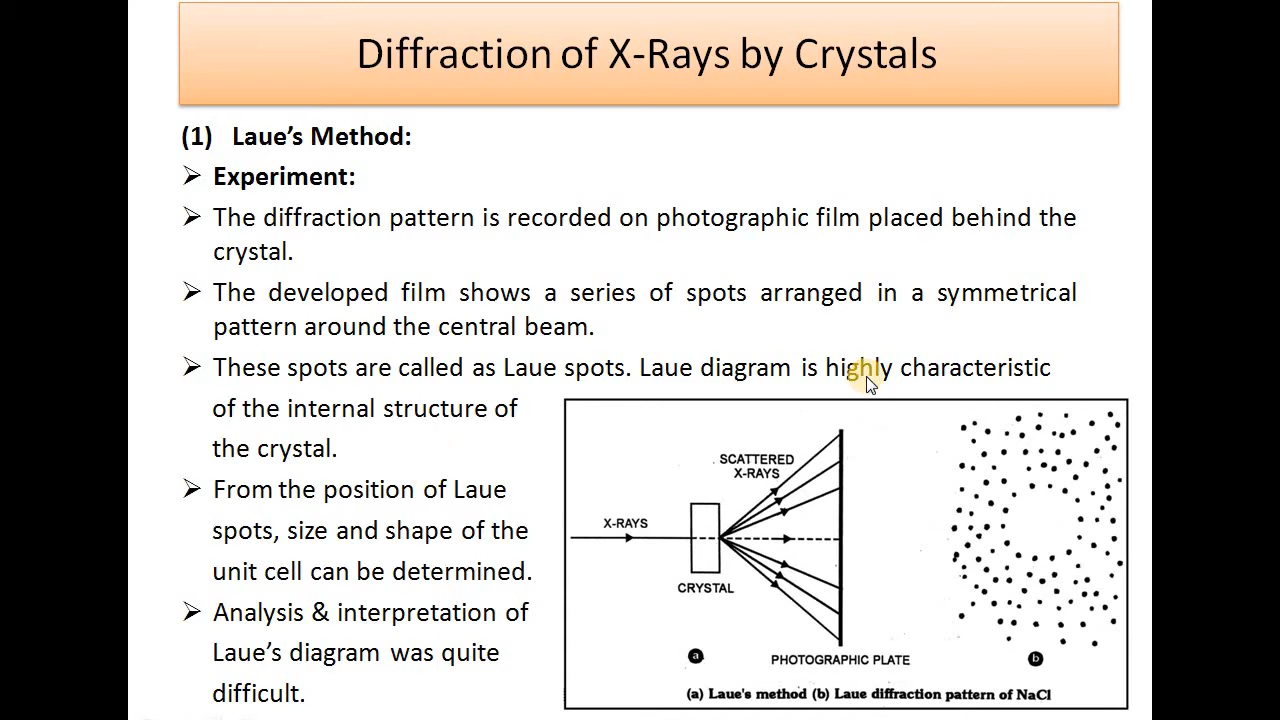 Diffraction of X-Rays by Crystals
(1) Laue's Method:
➢ Experiment:
➢ The diffraction pattern is recorded on photographic film placed behind the
crystal.
➢ The developed film shows a series of spots arranged in a symmetrical
pattern around the central beam.
➢ These spots are called as Laue spots. Laue diagram is highly characteristic
of the internal structure of
the crystal.
➢ From the position of Laue
spots, size and shape of the
unit cell can be determined.
➢ Analysis & interpretation of
Laue's diagram was quite
difficult.
SCATTERED
X-RAYS
X-RAYS
CRYSTAL
a
PHOTOGRAPHIC PLATE
b
(a) Laue's method (b) Laue diffraction pattern of NaCl